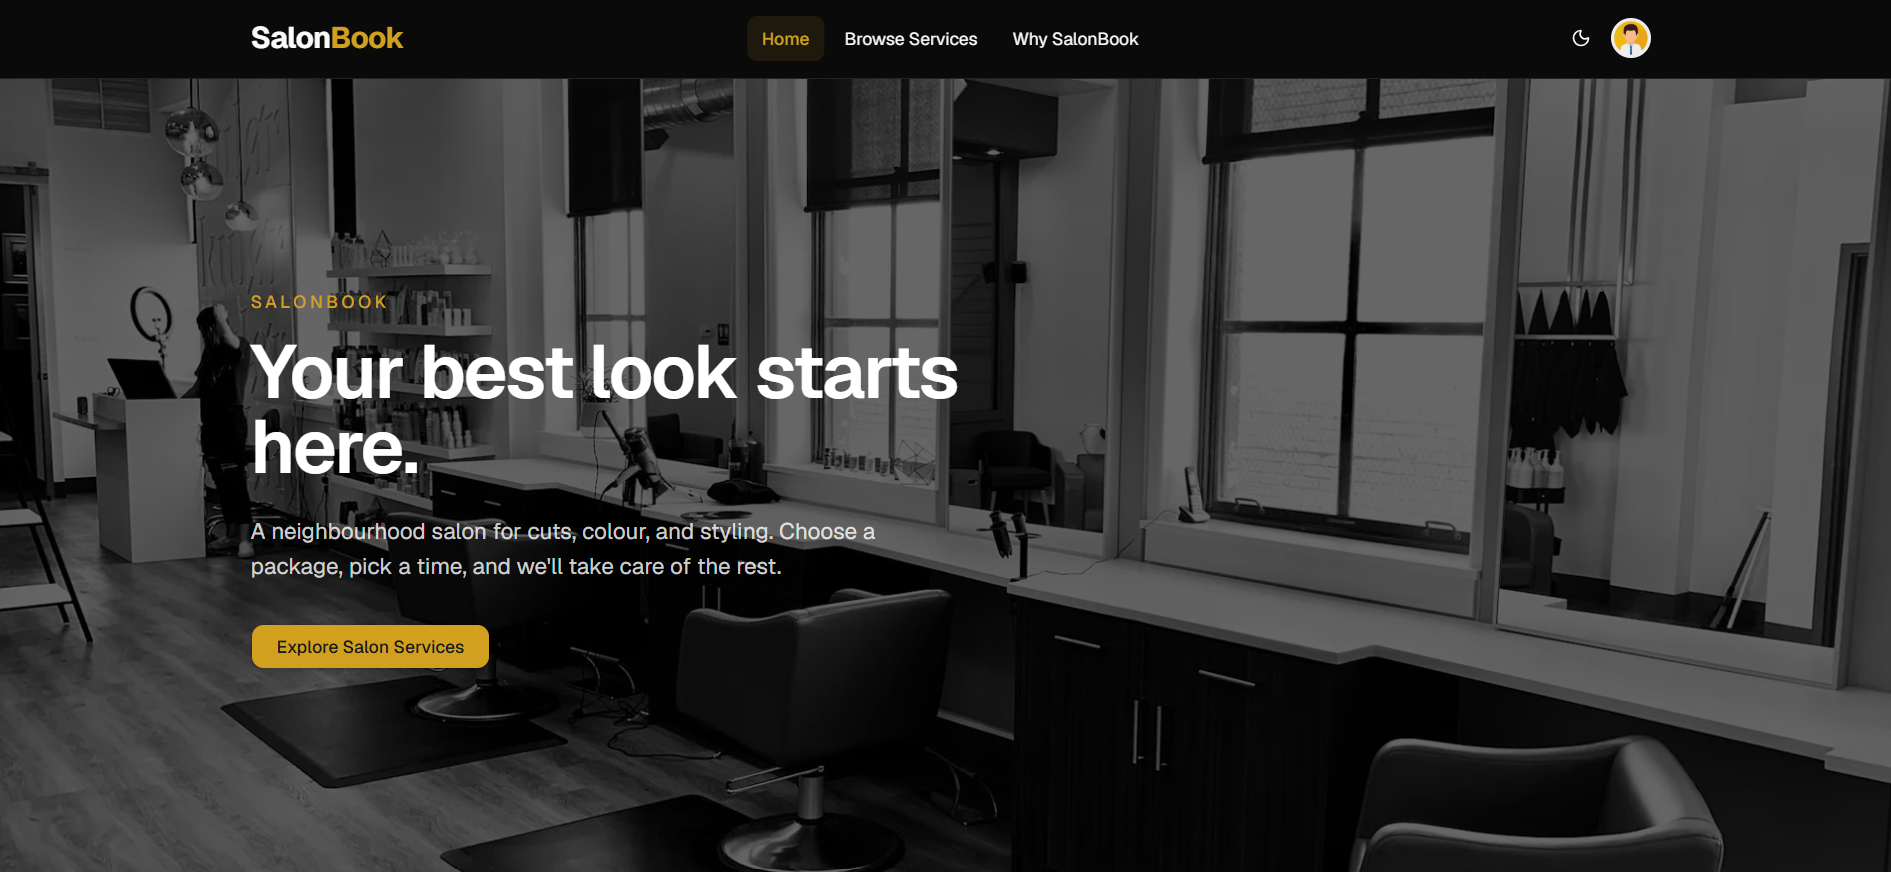 SalonBook
Home
Browse Services
Why SalonBook
SALONBOOK
Your best look starts
here.
A neighbourhood salon for cuts, colour, and styling. Choose a
package, pick a time, and we'll take care of the rest.
Explore Salon Services